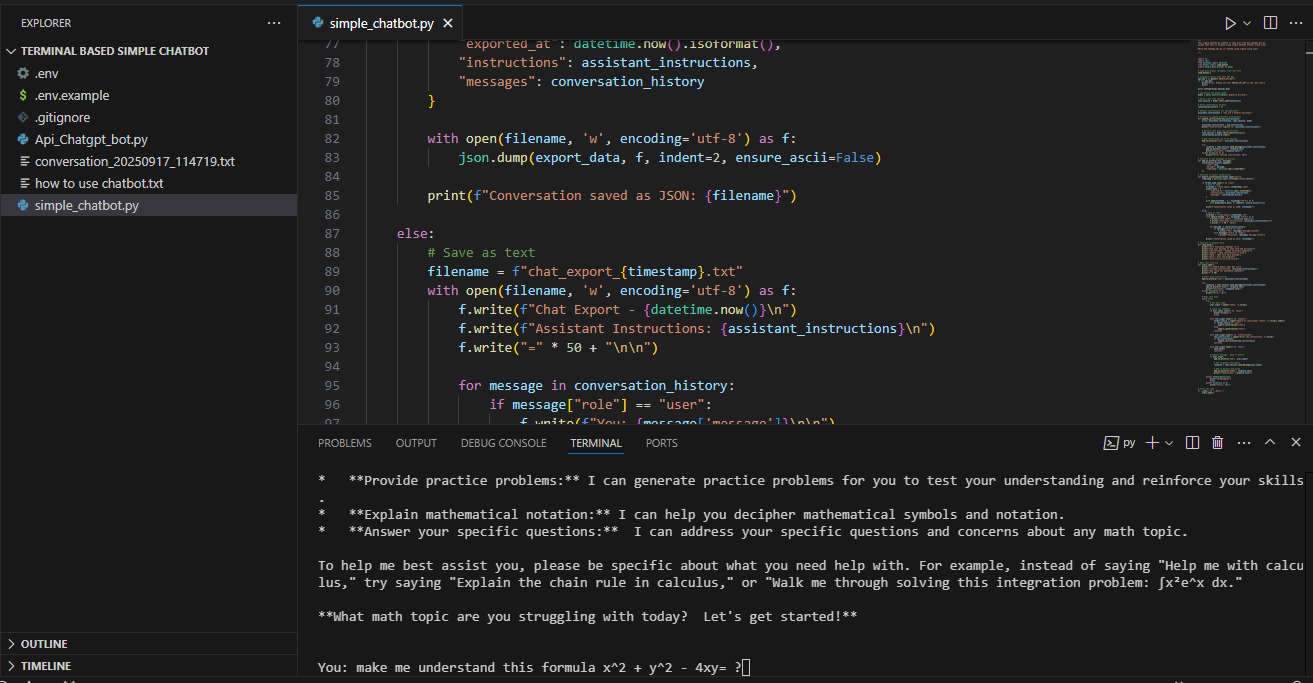 EXPLORER
TERMINAL BASED SIMPLE CHATBOT
.env
$ .env.example
.gitignore
Api_Chatgpt_bot.py
conversation_20250917_114719.txt
how to use chatbot.txt
simple_chatbot.py
OUTLINE
TIMELINE
simple_chatbot.py
77 "exported_at": datetime.now().isoformat(),
78 "instructions": assistant_instructions,
79 "messages": conversation_history
80 }
81
82 with open(filename, 'w', encoding='utf-8') as f:
83 json.dump(export_data, f, indent=2, ensure_ascii=False)
84
85 print(f"Conversation saved as JSON: {filename}")
86
87 else:
88 # Save as text
89 filename = f"chat_export_{timestamp}.txt"
90 with open(filename, 'w', encoding='utf-8') as f:
91 f.write(f"Chat Export - {datetime.now()}\n")
92 f.write(f"Assistant Instructions: {assistant_instructions}\n")
93 f.write("=" * 50 + "\n\n")
94
95 for message in conversation_history:
96 if message["role"] == "user":
97 f.write(f"You: {message['message']}\n\n")
PROBLEMS OUTPUT DEBUG CONSOLE TERMINAL PORTS
py
* **Provide practice problems:** I can generate practice problems for you to test your understanding and reinforce your skills
.
* **Explain mathematical notation:** I can help you decipher mathematical symbols and notation.
* **Answer your specific questions:**  I can address your specific questions and concerns about any math topic.
To help me best assist you, please be specific about what you need help with. For example, instead of saying "Help me with calcu
lus," try saying "Explain the chain rule in calculus," or "Walk me through solving this integration problem: ∫x²e^x dx."
**What math topic are you struggling with today?  Let's get started!**
You: make me understand this formula x^2 + y^2 - 4xy= ?